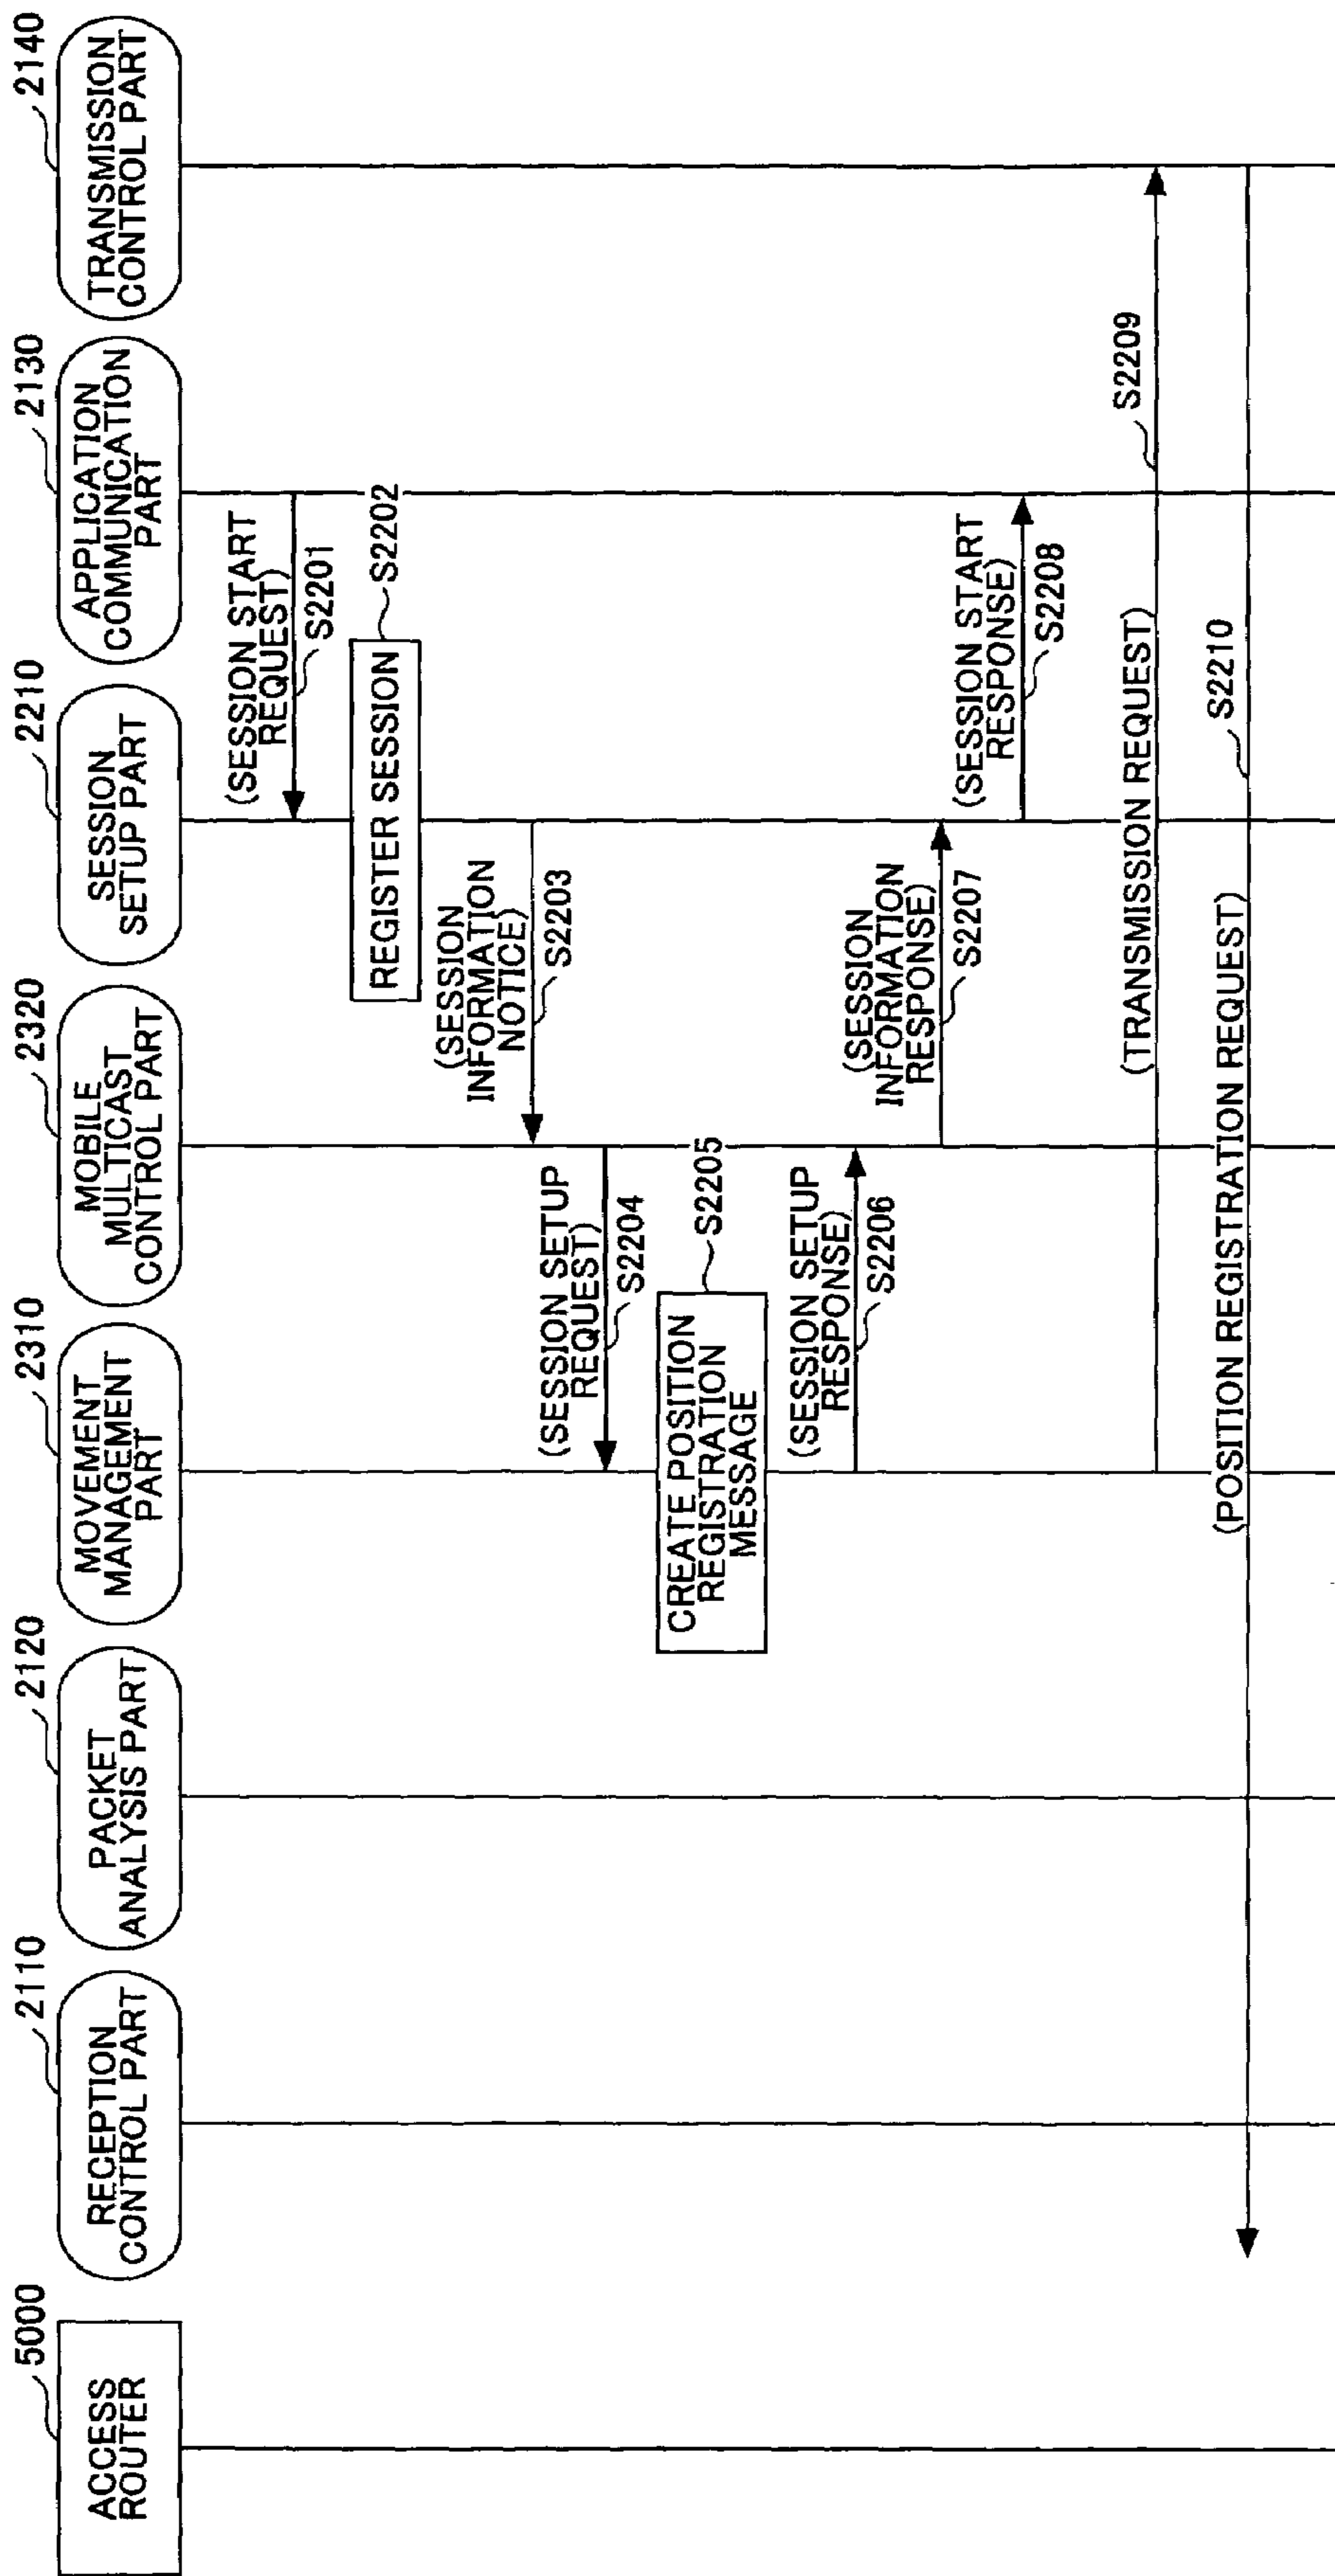 5000
ACCESS
ROUTER
2110
RECEPTION
CONTROL PART
2120
PACKET
ANALYSIS PART
2310
MOVEMENT
MANAGEMENT
PART
2320
MOBILE
MULTICAST
CONTROL PART
2210
SESSION
SETUP PART
2130
APPLICATION
COMMUNICATION
PART
2140
TRANSMISSION
CONTROL PART
(SESSION START
REQUEST)
S2201
REGISTER SESSION
S2202
(SESSION
INFORMATION
NOTICE)
S2203
(SESSION SETUP
REQUEST)
S2204
CREATE POSITION
REGISTRATION
MESSAGE
S2205
(SESSION SETUP
RESPONSE)
S2206
(SESSION
INFORMATION
RESPONSE)
S2207
(SESSION START
RESPONSE)
S2208
(TRANSMISSION REQUEST)
S2209
(POSITION REGISTRATION REQUEST)
S2210